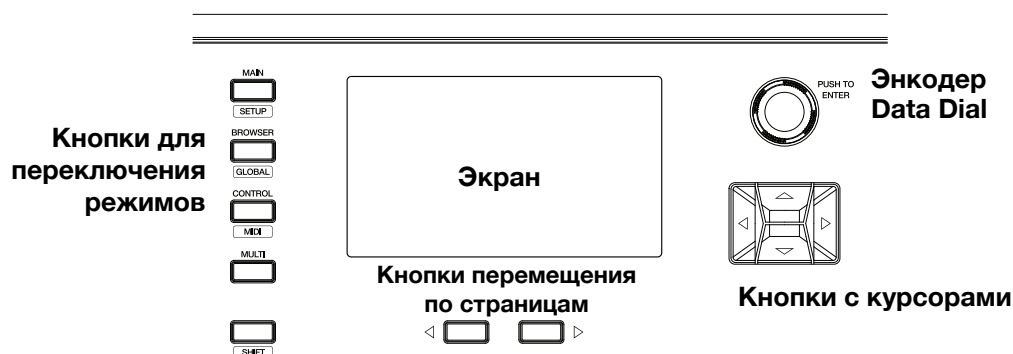 MAIN
SETUP
BROWSER
GLOBAL
CONTROL
MIDI
MULTI
SHIFT
Кнопки для
переключения
режимов
Экран
Кнопки перемещения
по страницам
PUSH TO
ENTER
Энкодер
Data Dial
Кнопки с курсорами